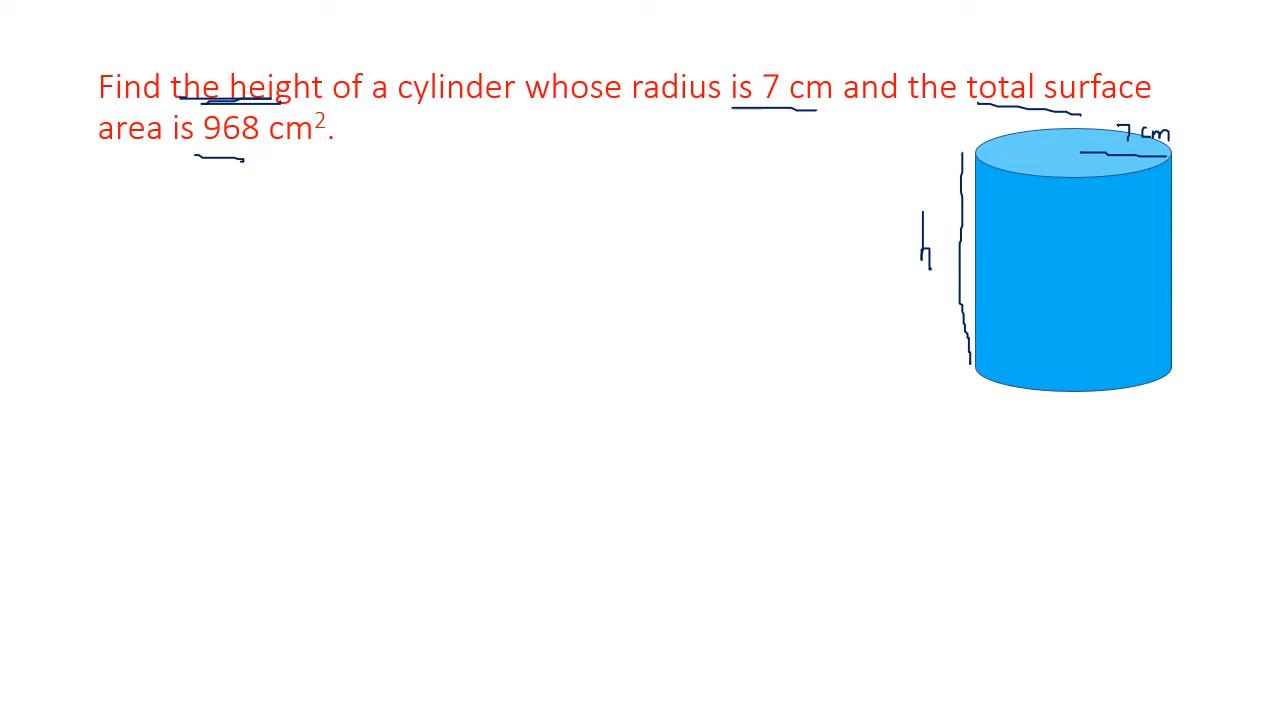 Find the height of a cylinder whose radius is 7 cm and the total surface
area is 968 cm².
7 cm
h